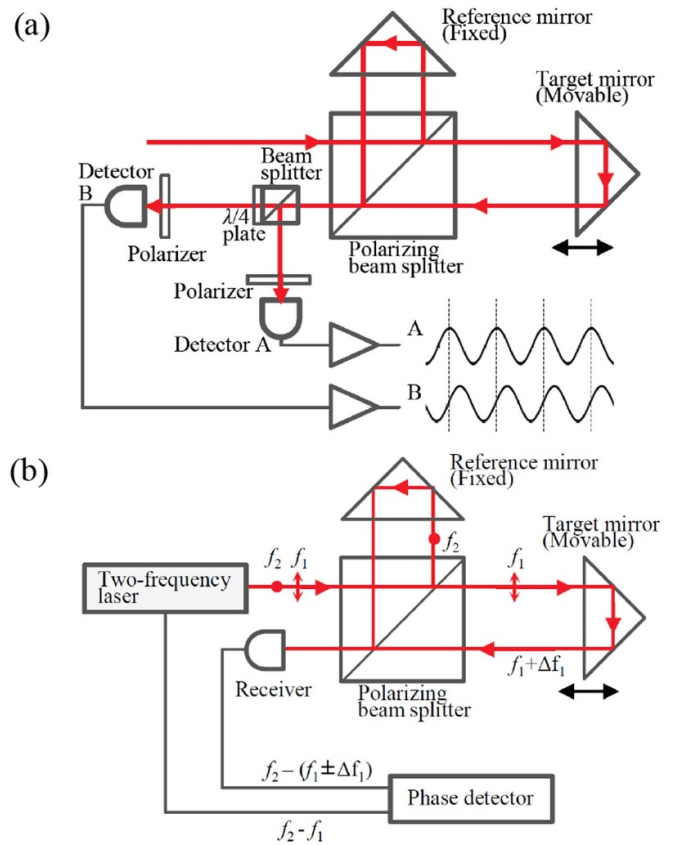 (a)
Reference mirror
(Fixed)
Target mirror
(Movable)
Detector
B
Beam
splitter
λ/4
plate
Polarizer
Polarizing
beam splitter
Polarizer
Detector A
A
B
(b)
Reference mirror
(Fixed)
Target mirror
(Movable)
f₂
f₂ f₁
f₁
Two-frequency
laser
f₁+Δf₁
Receiver
Polarizing
beam splitter
f₂– (f₁±Δf₁)
Phase detector
f₂- f₁